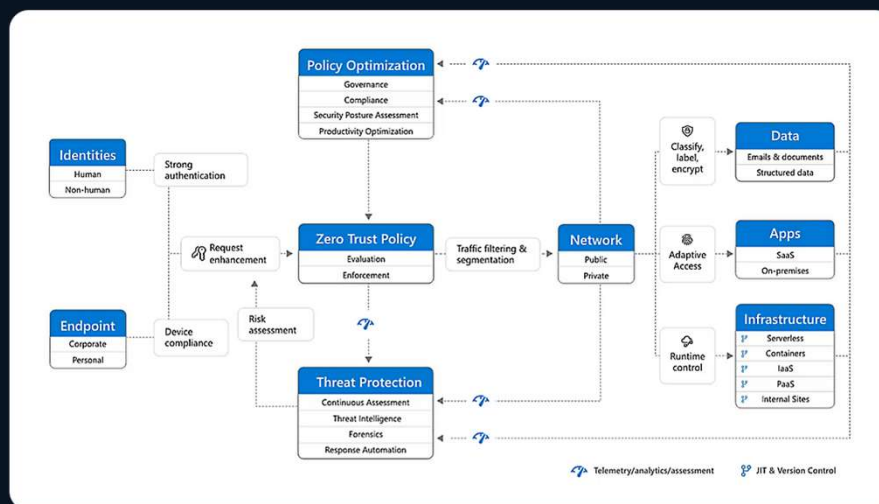 Policy Optimization
Governance
Compliance
Security Posture Assessment
Productivity Optimization
Identities
Human
Non-human
Strong
authentication
Request
enhancement
Zero Trust Policy
Evaluation
Enforcement
Traffic filtering &
segmentation
Network
Public
Private
Classify,
label,
encrypt
Data
Emails & documents
Structured data
Adaptive
Access
Apps
SaaS
On-premises
Endpoint
Corporate
Personal
Device
compliance
Risk
assessment
Threat Protection
Continuous Assessment
Threat Intelligence
Forensics
Response Automation
Runtime
control
Infrastructure
Serverless
Containers
IaaS
PaaS
Internal Sites
Telemetry/analytics/assessment
JIT & Version Control